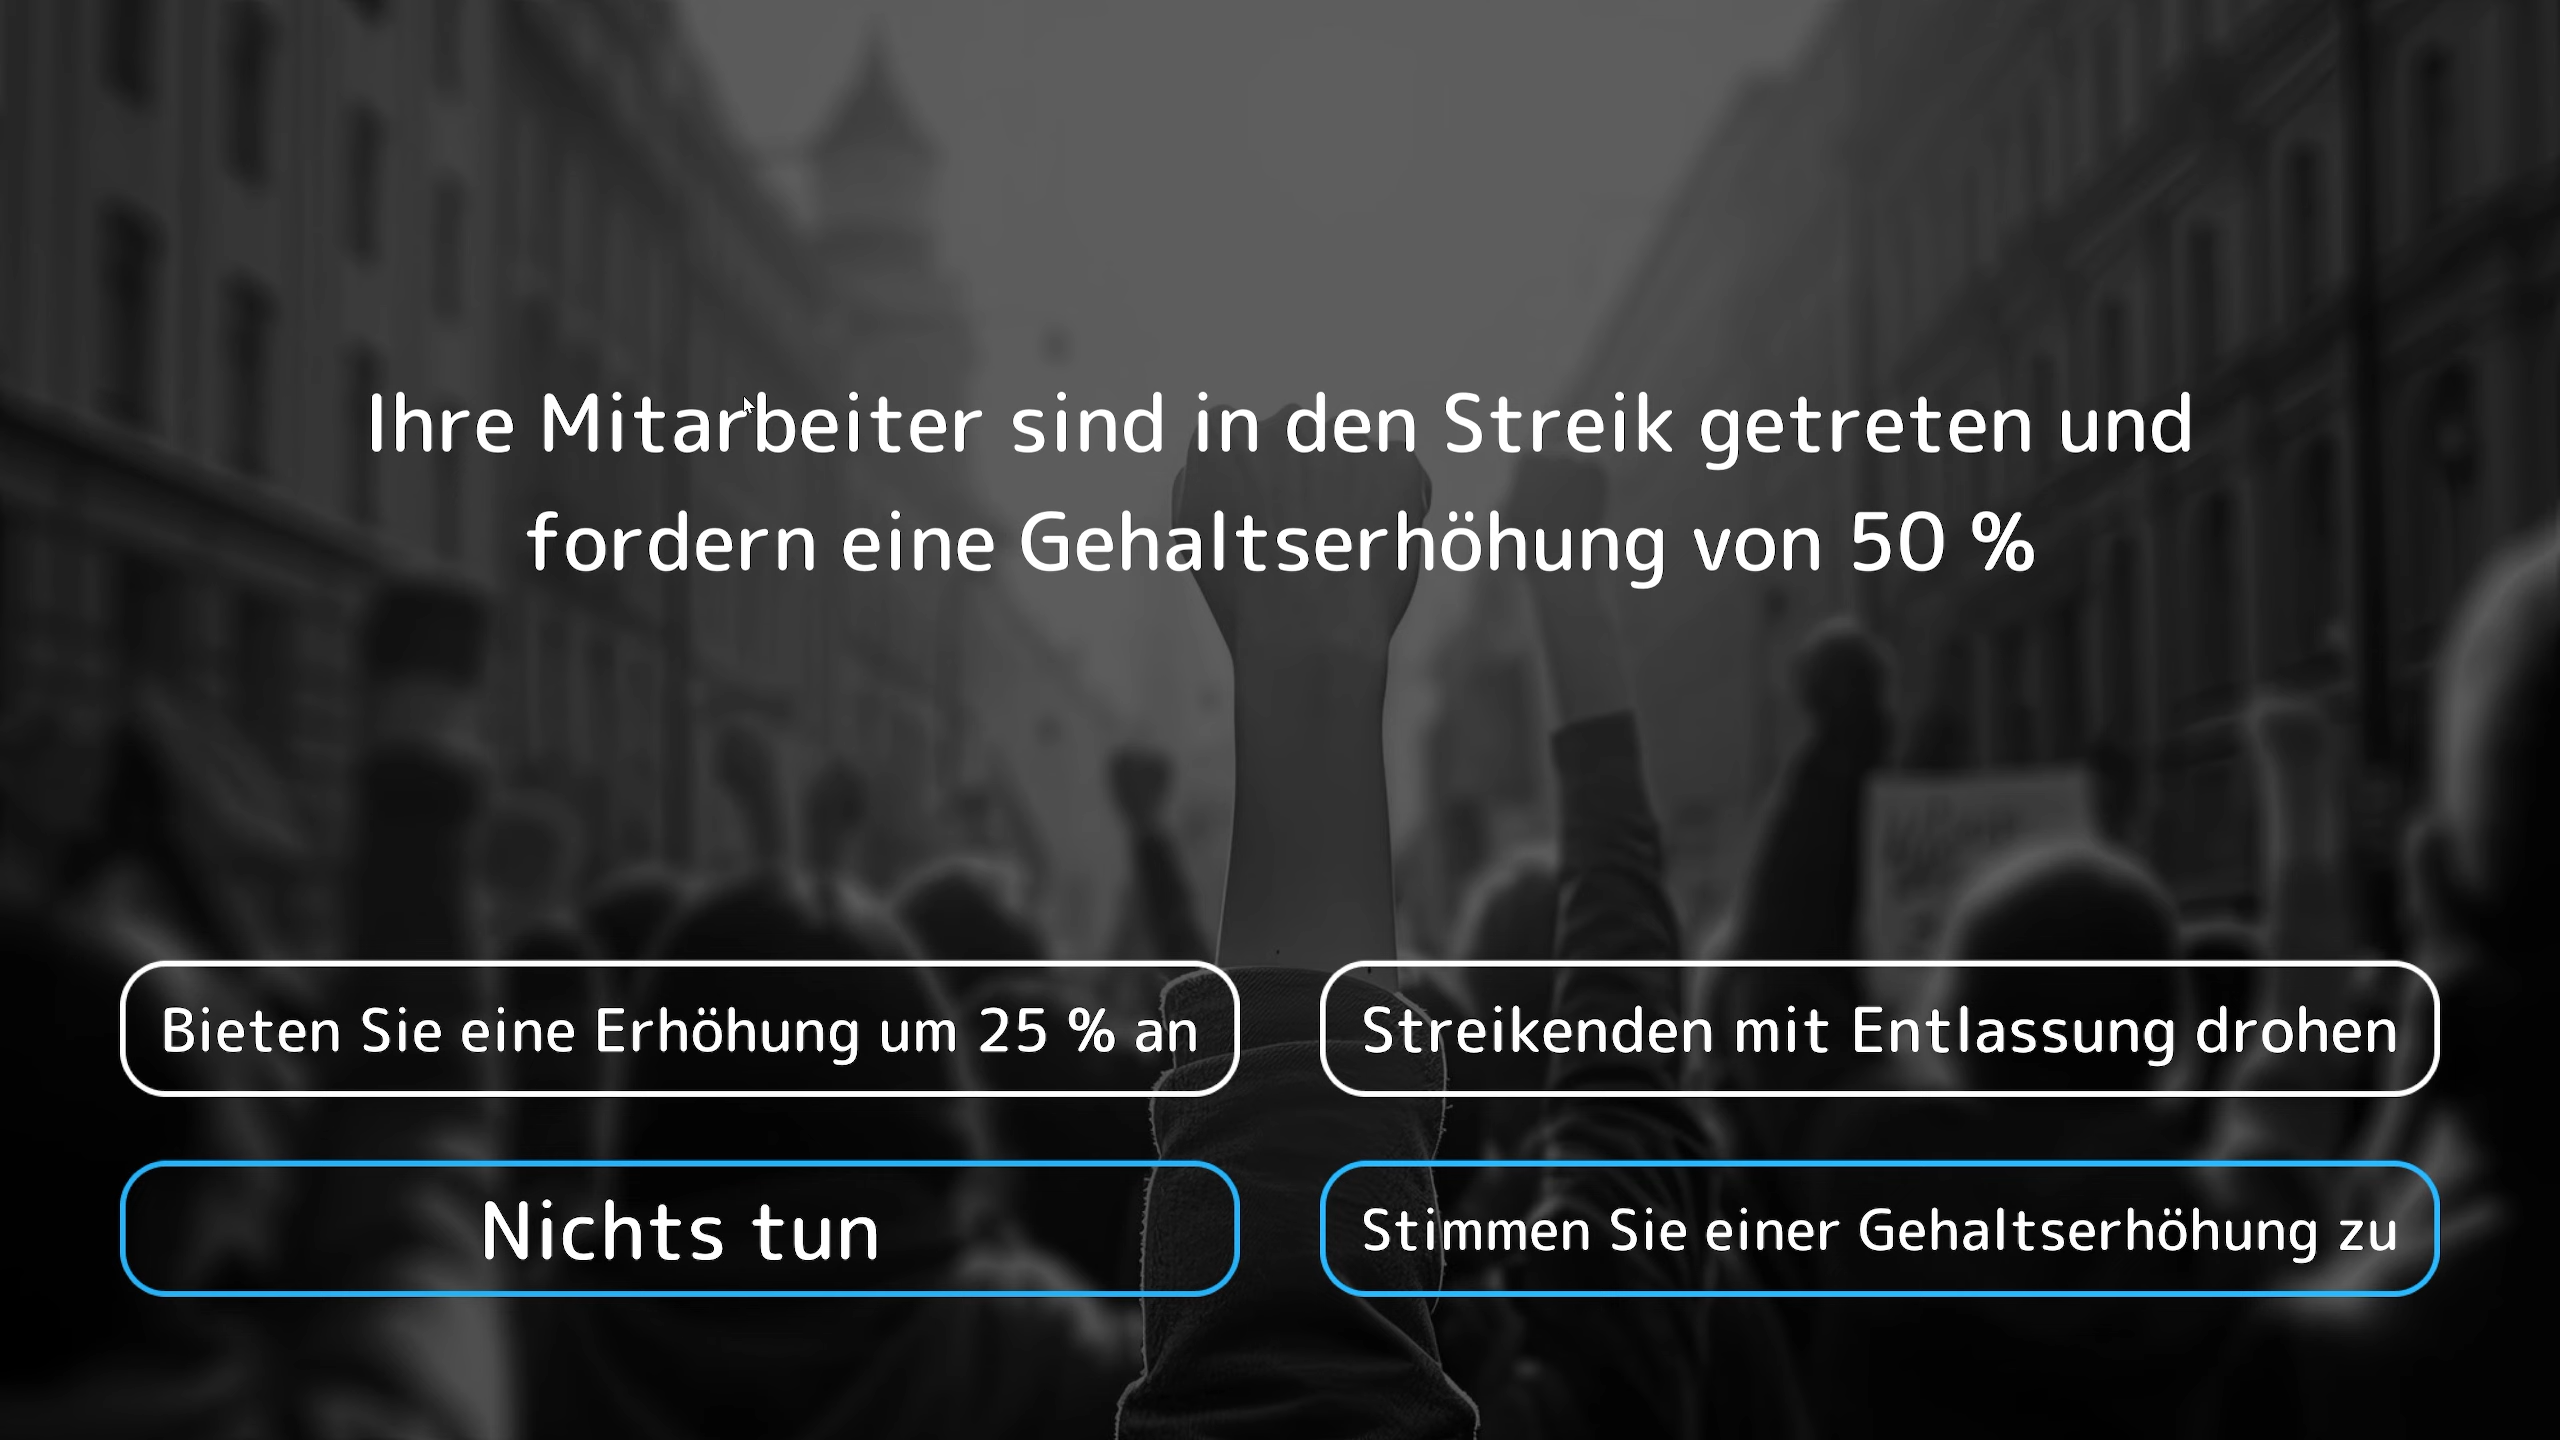 Ihre Mitarbeiter sind in den Streik getreten und
fordern eine Gehaltserhöhung von 50 %
Bieten Sie eine Erhöhung um 25 % an
Streikenden mit Entlassung drohen
Nichts tun
Stimmen Sie einer Gehaltserhöhung zu